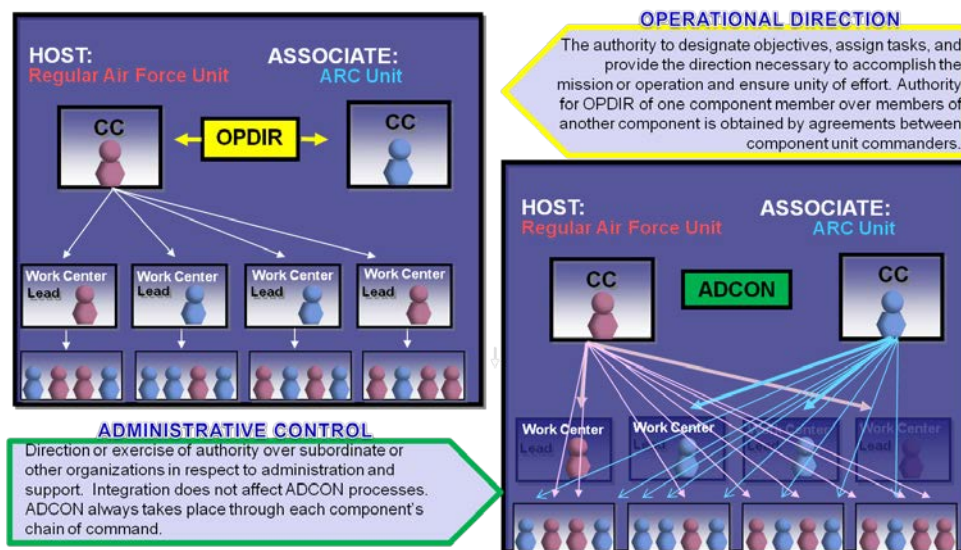 HOST:
Regular Air Force Unit
ASSOCIATE:
ARC Unit
CC
OPDIR
CC
Work Center
Lead
Work Center
Lead
Work Center
Lead
Work Center
Lead
OPERATIONAL DIRECTION
The authority to designate objectives, assign tasks, and
provide the direction necessary to accomplish the
mission or operation and ensure unity of effort. Authority
for OPDIR of one component member over members of
another component is obtained by agreements between
component unit commanders.
ADMINISTRATIVE CONTROL
Direction or exercise of authority over subordinate or
other organizations in respect to administration and
support. Integration does not affect ADCON processes.
ADCON always takes place through each component's
chain of command.
HOST:
Regular Air Force Unit
ASSOCIATE:
ARC Unit
CC
ADCON
CC
Work Center
Lead
Work Center
Lead
Work Center
Lead
Work Center
Lead